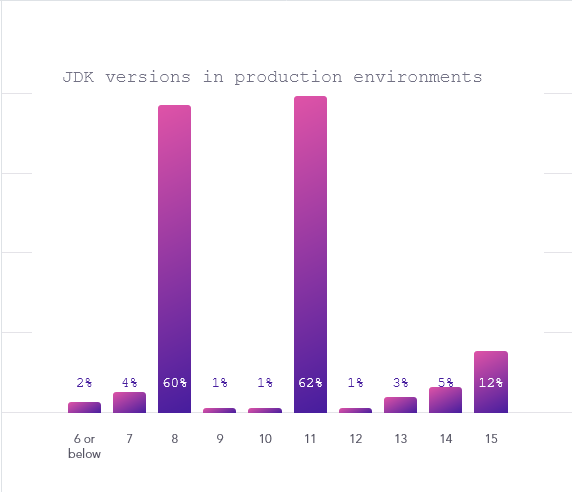 JDK versions in production environments
2% 4% 60% 1% 1% 62% 1% 3% 5% 12%
6 or below 7 8 9 10 11 12 13 14 15